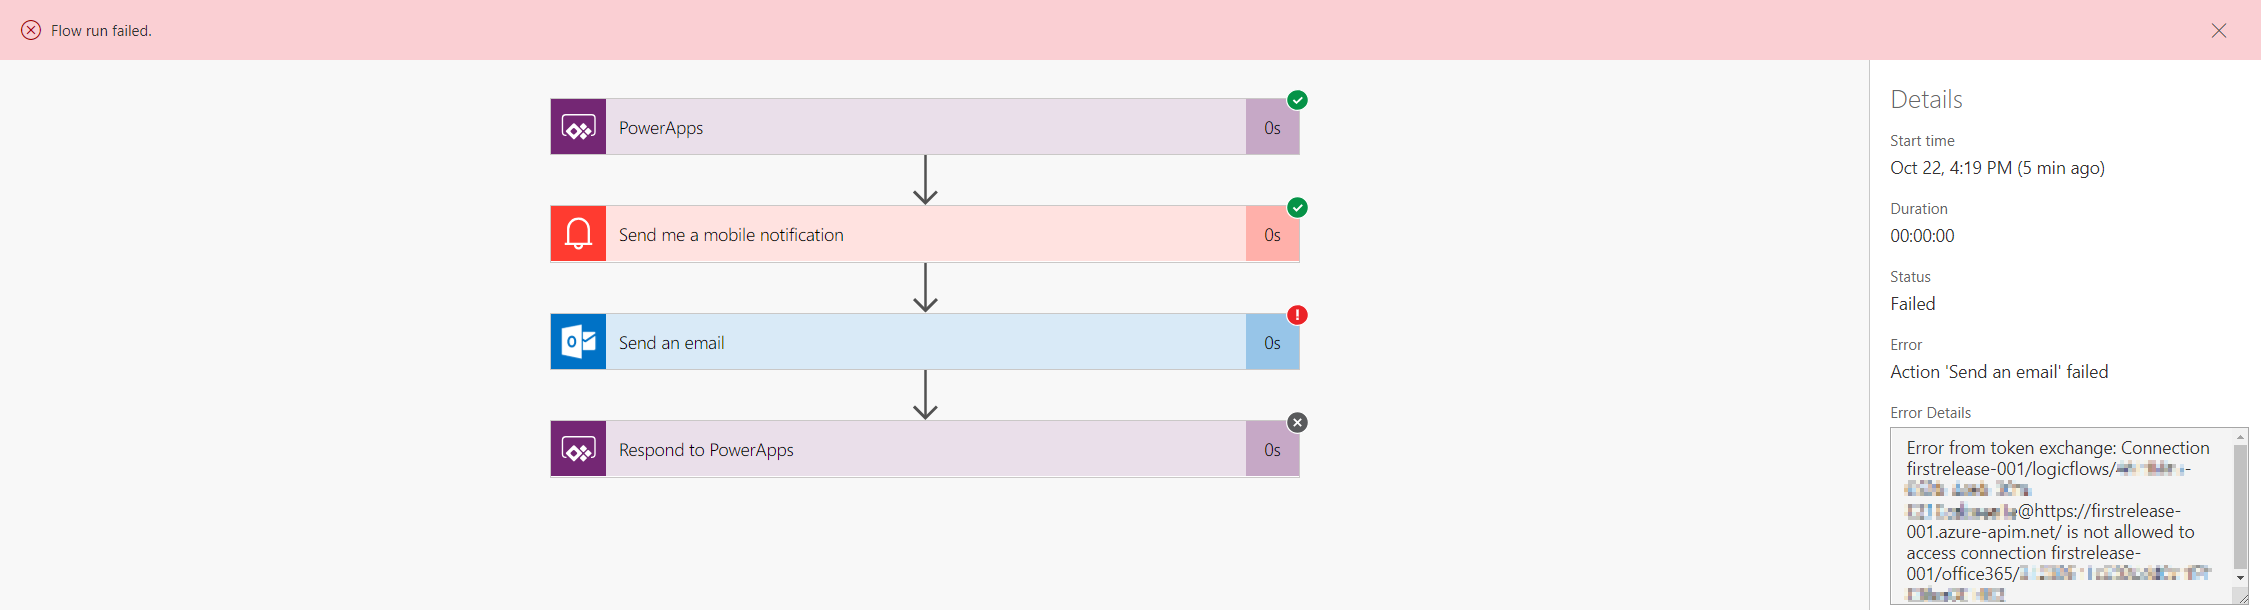 Flow run failed.
PowerApps
0s
Send me a mobile notification
0s
Send an email
0s
Respond to PowerApps
0s
Details
Start time
Oct 22, 4:19 PM (5 min ago)
Duration
00:00:00
Status
Failed
Error
Action 'Send an email' failed
Error Details
Error from token exchange: Connection
firstrelease-001/logicflows/
@https://firstrelease-
001.azure-apim.net/ is not allowed to
access connection firstrelease-
001/office365/